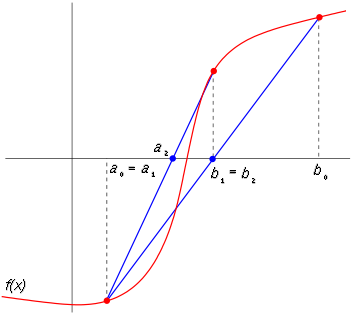 a₂
a₀ = a₁
b₁ = b₂
b₀
f(x)